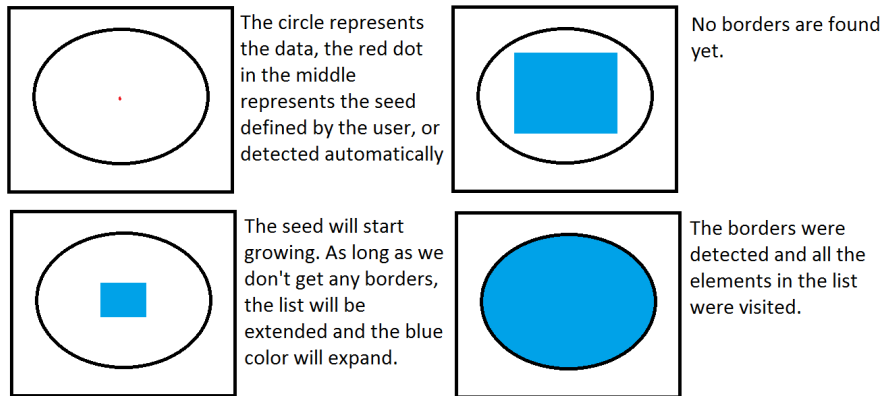 The circle represents
the data, the red dot
in the middle
represents the seed
defined by the user, or
detected automatically
The seed will start
growing. As long as we
don't get any borders,
the list will be
extended and the blue
color will expand.
No borders are found
yet.
The borders were
detected and all the
elements in the list
were visited.